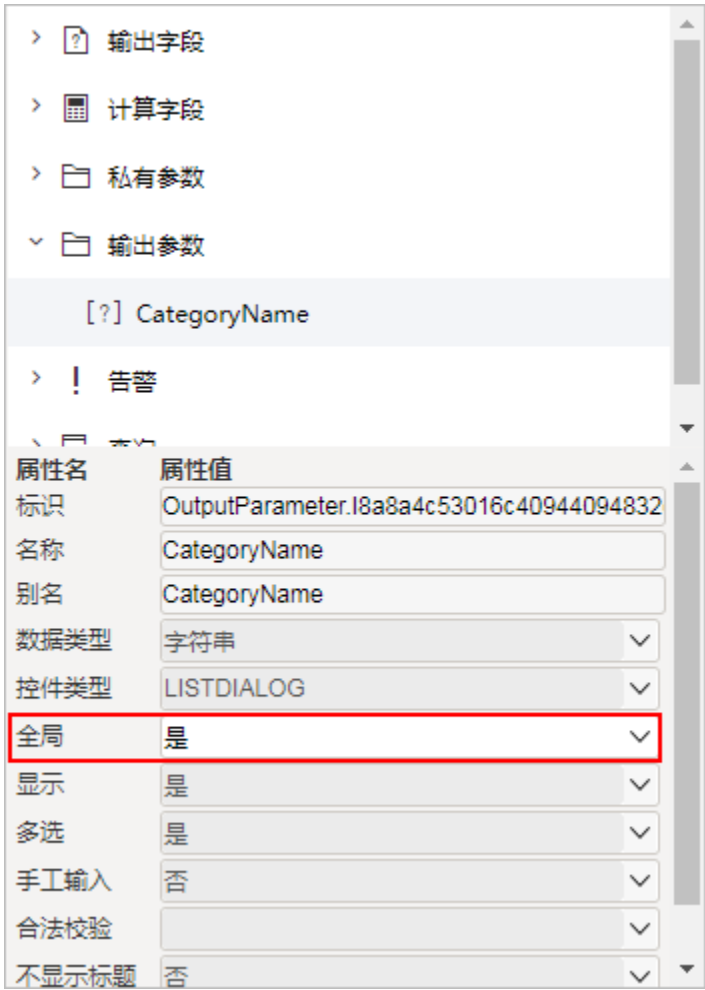 输出字段
计算字段
私有参数
输出参数
[?] CategoryName
告警
属性名 属性值
标识 OutputParameter.I8a8a4c53016c40944094832
名称 CategoryName
别名 CategoryName
数据类型 字符串
控件类型 LISTDIALOG
全局 是
显示 是
多选 是
手工输入 否
合法校验
不显示标题 否